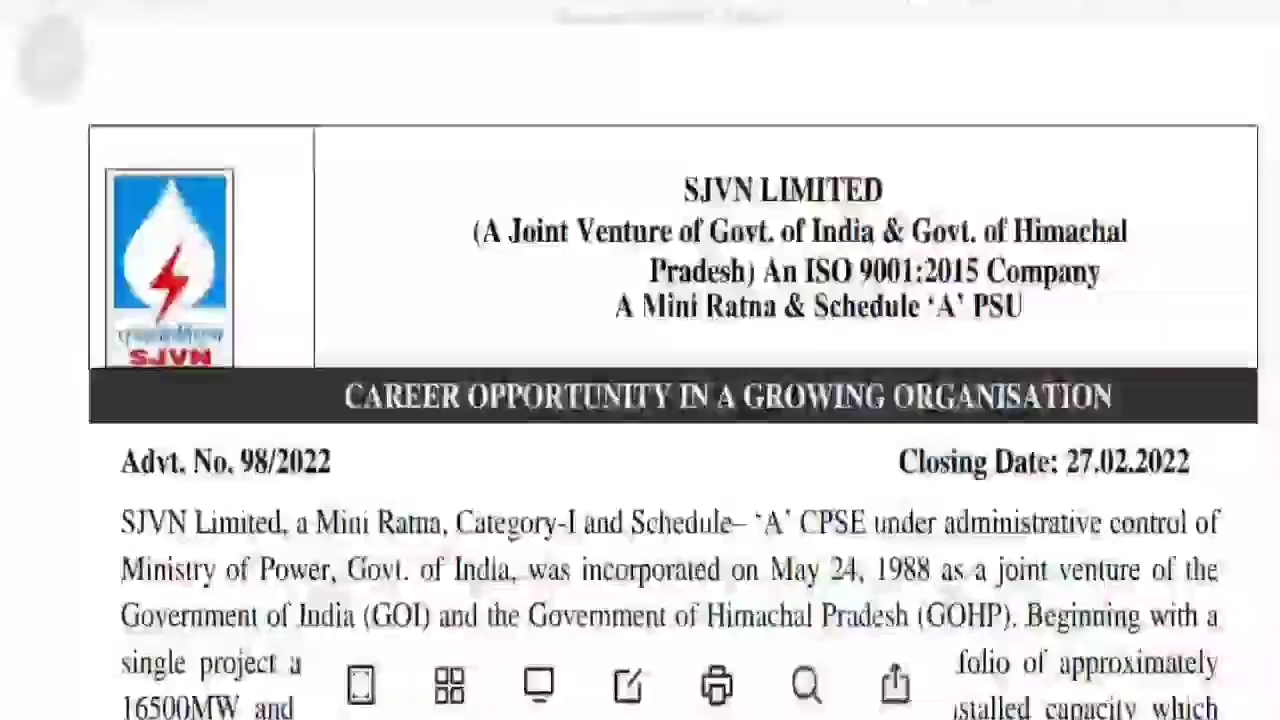 SJVN LIMITED
(A Joint Venture of Govt. of India & Govt. of Himachal
Pradesh) An ISO 9001:2015 Company
A Mini Ratna & Schedule ‘A’ PSU
SJVN
CAREER OPPORTUNITY IN A GROWING ORGANISATION
Advt. No. 98/2022 Closing Date: 27.02.2022
SJVN Limited, a Mini Ratna, Category-I and Schedule– ‘A’ CPSE under administrative control of
Ministry of Power, Govt. of India, was incorporated on May 24, 1988 as a joint venture of the
Government of India (GOI) and the Government of Himachal Pradesh (GOHP). Beginning with a
single project a folio of approximately
16500MW and stalled capacity which